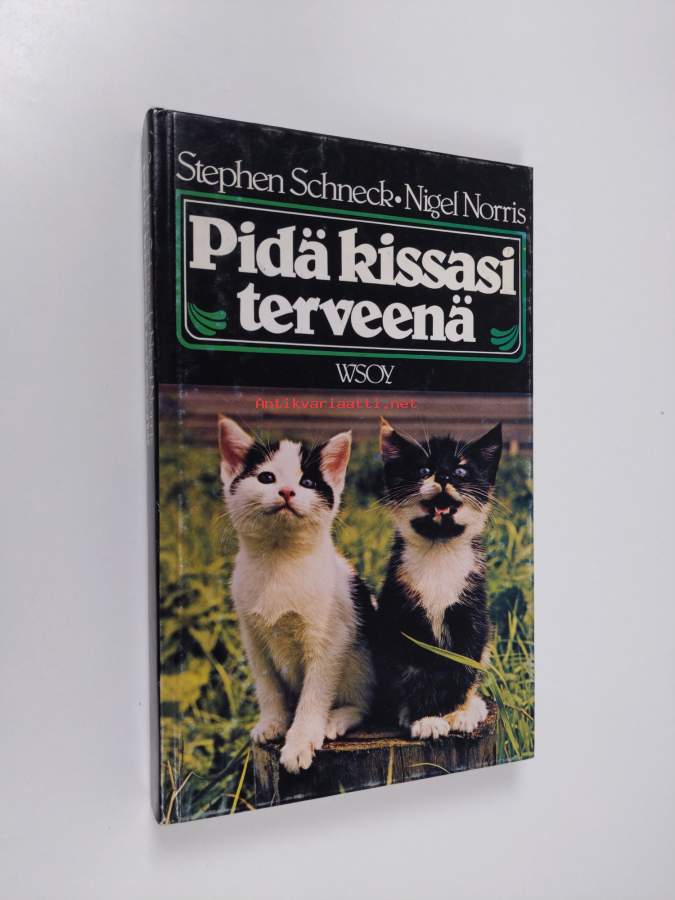 Stephen Schneck • Nigel Norris
Pidä kissasi
terveenä
WSOY
Antikvariaatti.net